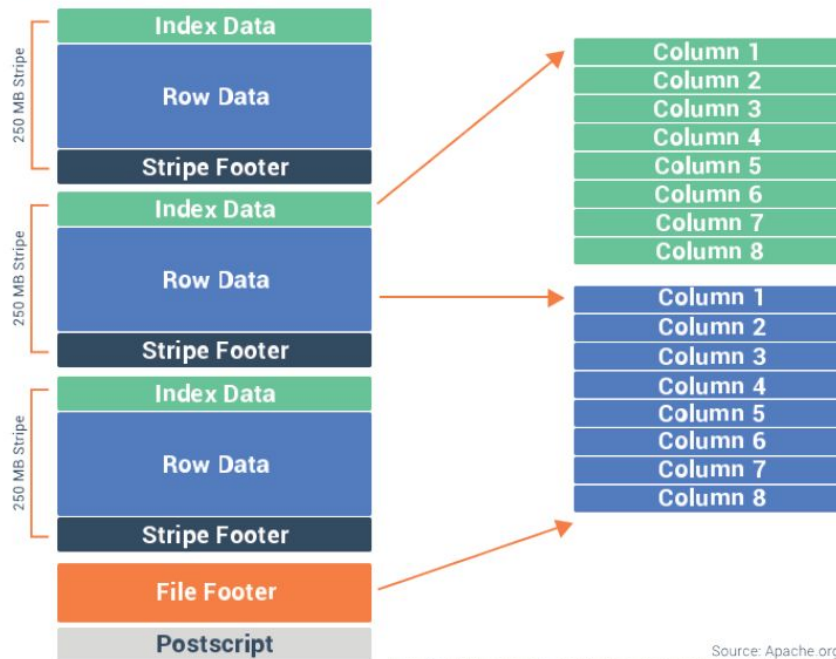 250 MB Stripe
Index Data
Row Data
Stripe Footer
250 MB Stripe
Index Data
Row Data
Stripe Footer
250 MB Stripe
Index Data
Row Data
Stripe Footer
File Footer
Postscript
Column 1
Column 2
Column 3
Column 4
Column 5
Column 6
Column 7
Column 8
Column 1
Column 2
Column 3
Column 4
Column 5
Column 6
Column 7
Column 8
Source: Apache.org